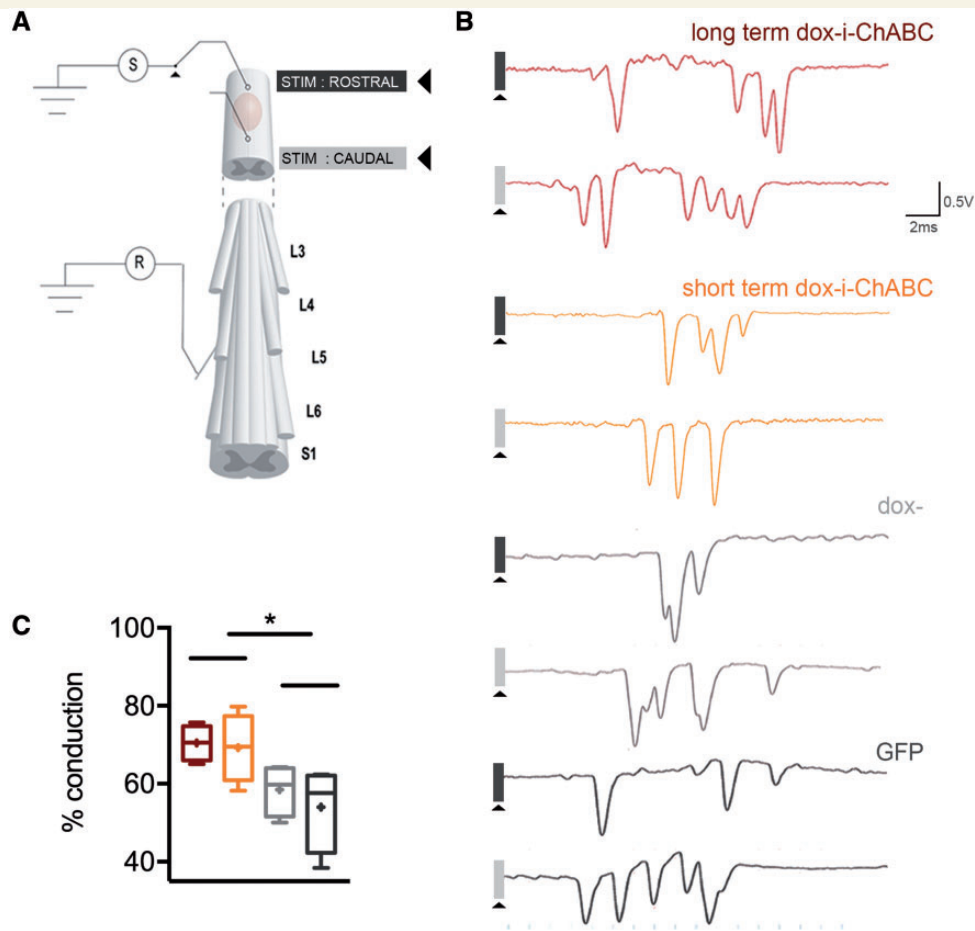 A
S
STIM : ROSTRAL
STIM : CAUDAL
R
L3
L4
L5
L6
S1
B
long term dox-i-ChABC
0.5V
2ms
short term dox-i-ChABC
dox-
GFP
C
*
100
80
60
40
% conduction